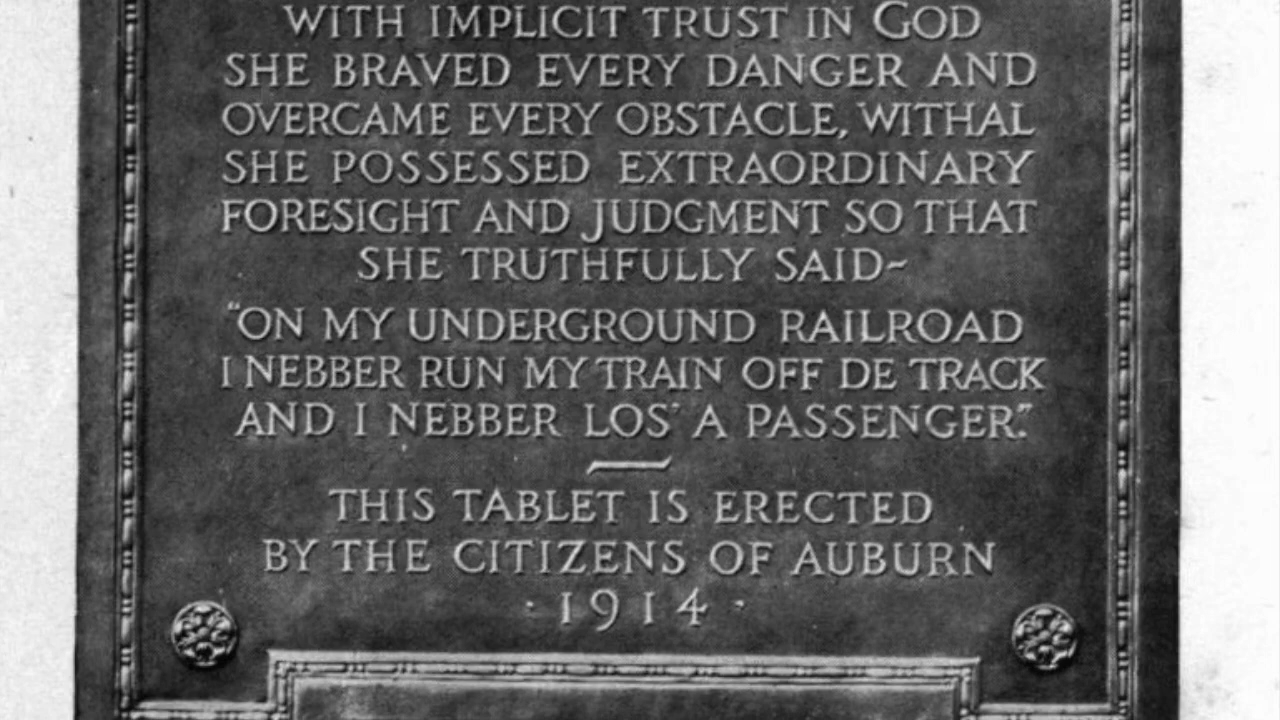 WITH IMPLICIT TRUST IN GOD
SHE BRAVED EVERY DANGER AND
OVERCAME EVERY OBSTACLE, WITHAL
SHE POSSESSED EXTRAORDINARY
FORESIGHT AND JUDGMENT SO THAT
SHE TRUTHFULLY SAID~
"ON MY UNDERGROUND RAILROAD
I NEBBER RUN MY TRAIN OFF DE TRACK
AND I NEBBER LOS' A PASSENGER."
THIS TABLET IS ERECTED
BY THE CITIZENS OF AUBURN
· 1914 ·